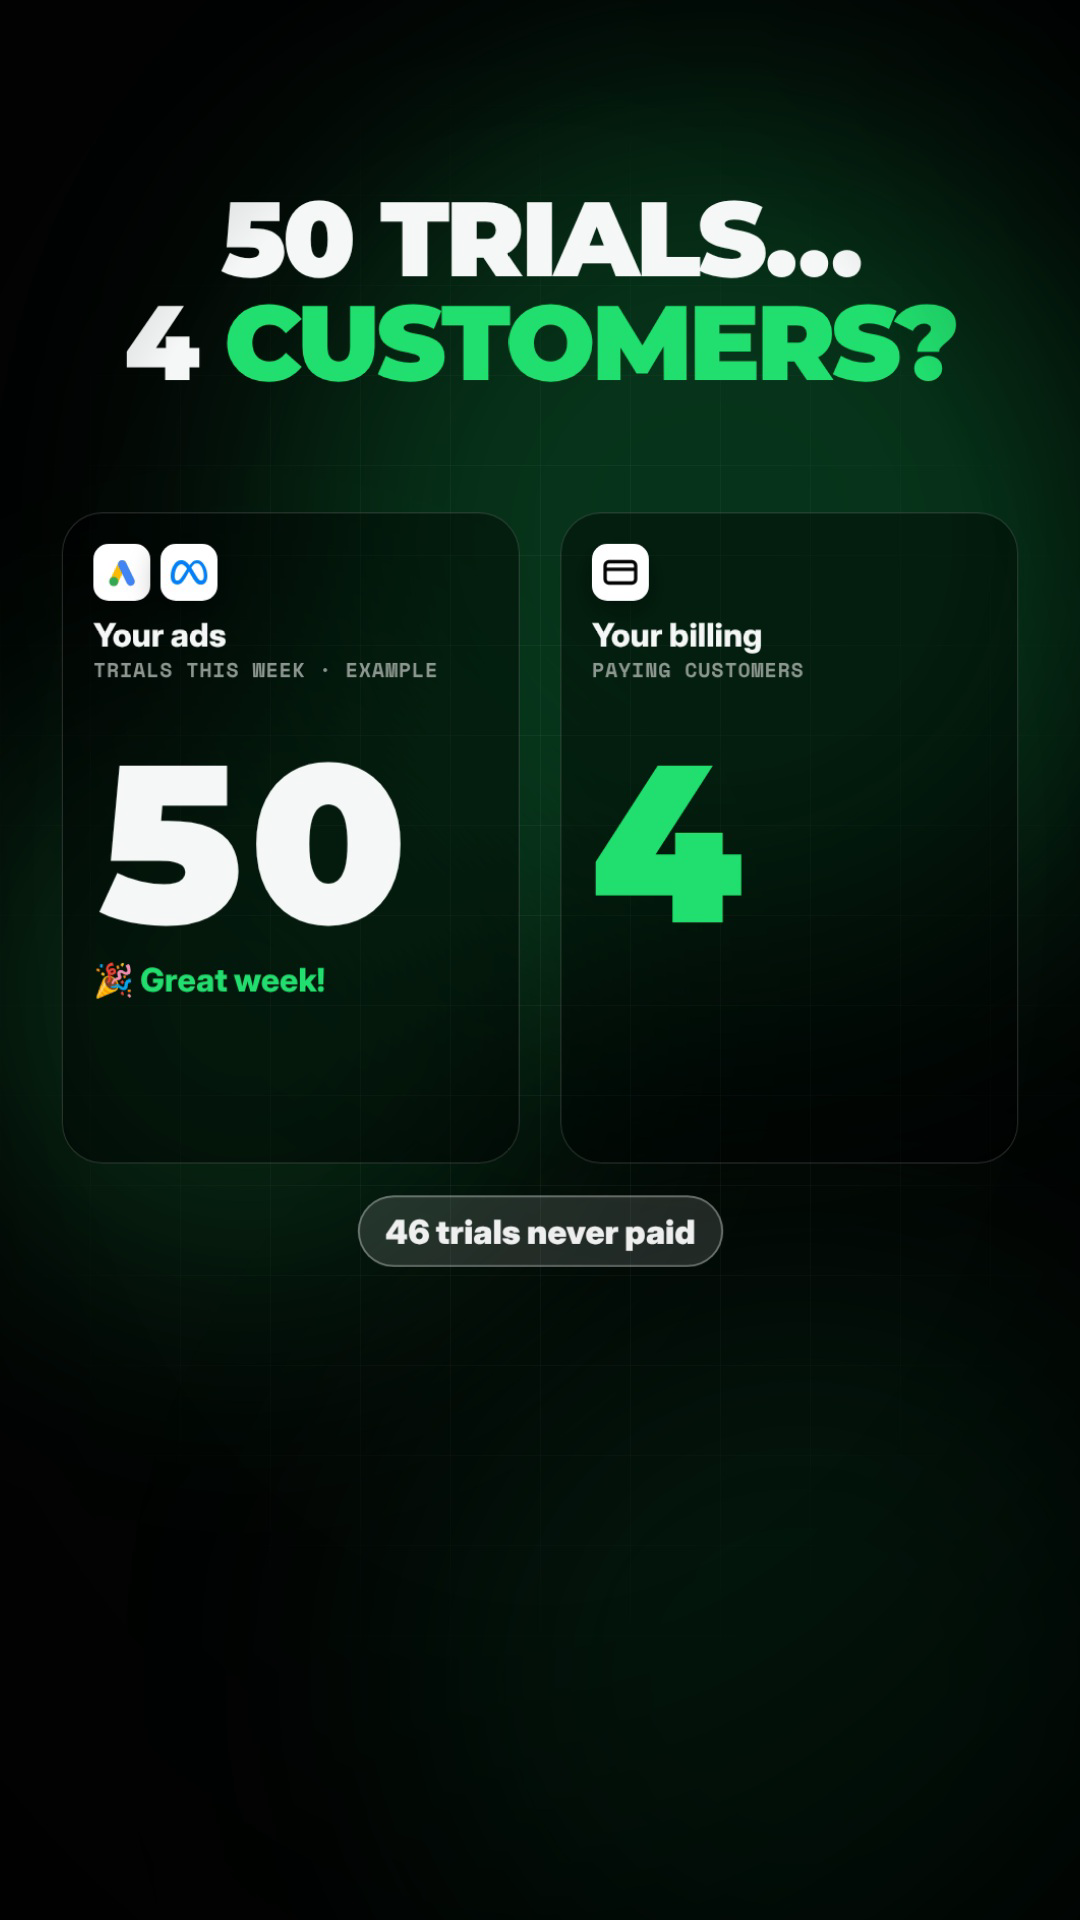 50 TRIALS...
4 CUSTOMERS?
Your ads
TRIALS THIS WEEK · EXAMPLE
50
🎉 Great week!
Your billing
PAYING CUSTOMERS
4
46 trials never paid